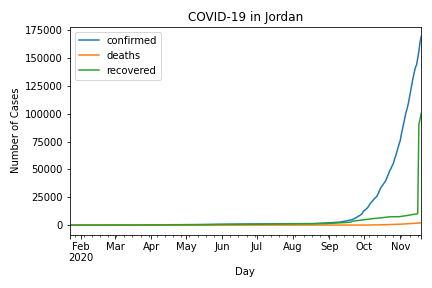 COVID-19 in Jordan
175000
150000
125000
100000
75000
50000
25000
0
Number of Cases
confirmed
deaths
recovered
Feb Mar Apr May Jun Jul Aug Sep Oct Nov
2020
Day